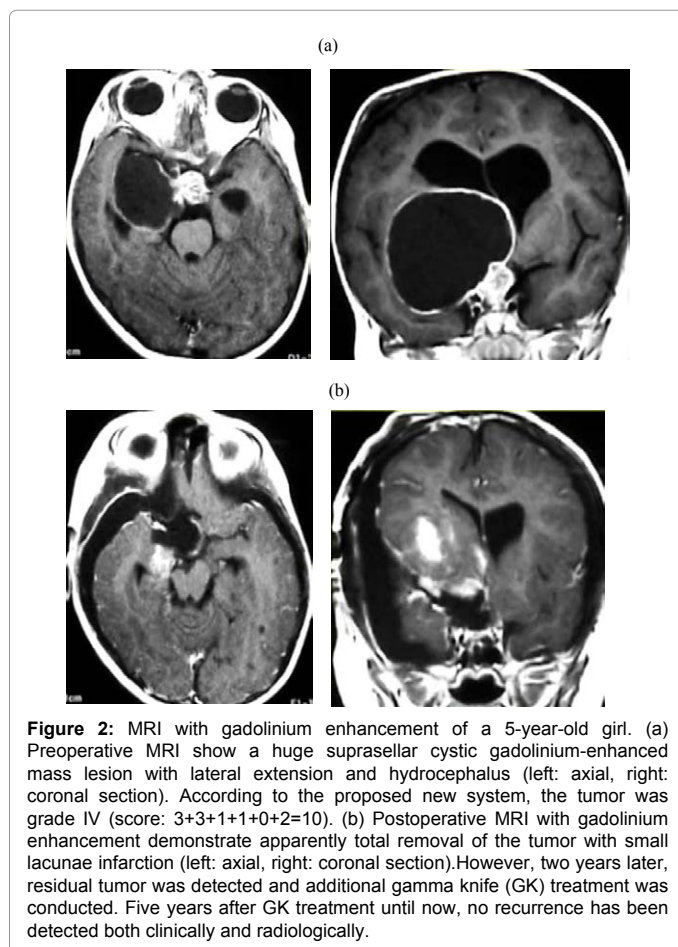 (a)
cm
(b)
cm
Figure 2: MRI with gadolinium enhancement of a 5-year-old girl. (a)
Preoperative MRI show a huge suprasellar cystic gadolinium-enhanced
mass lesion with lateral extension and hydrocephalus (left: axial, right:
coronal section). According to the proposed new system, the tumor was
grade IV (score: 3+3+1+1+0+2=10). (b) Postoperative MRI with gadolinium
enhancement demonstrate apparently total removal of the tumor with small
lacunae infarction (left: axial, right: coronal section).However, two years later,
residual tumor was detected and additional gamma knife (GK) treatment was
conducted. Five years after GK treatment until now, no recurrence has been
detected both clinically and radiologically.